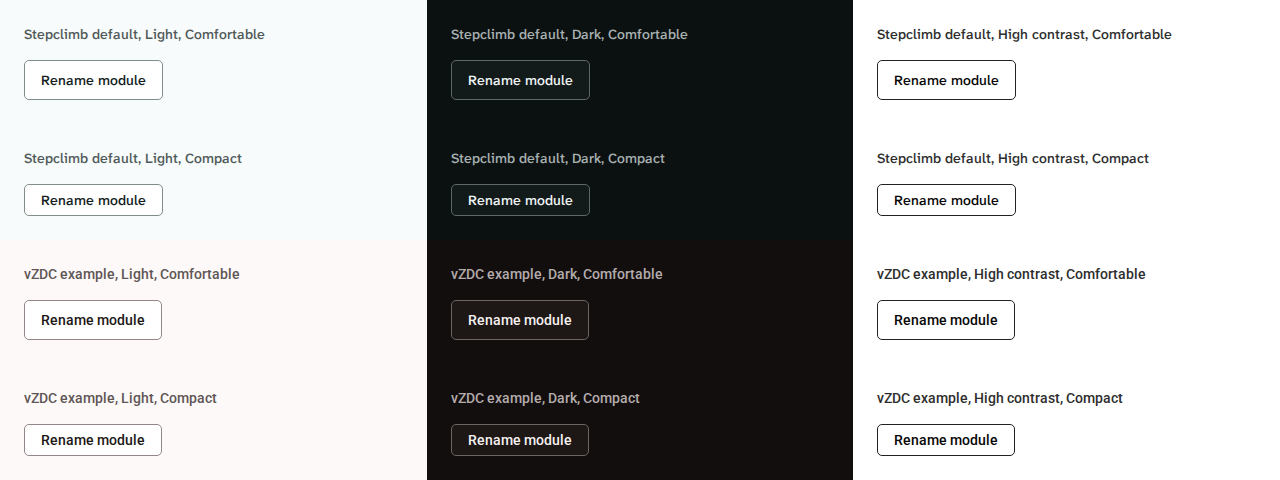 Stepclimb default, Light, Comfortable
Rename module
Stepclimb default, Dark, Comfortable
Rename module
Stepclimb default, High contrast, Comfortable
Rename module
Stepclimb default, Light, Compact
Rename module
Stepclimb default, Dark, Compact
Rename module
Stepclimb default, High contrast, Compact
Rename module
vZDC example, Light, Comfortable
Rename module
vZDC example, Dark, Comfortable
Rename module
vZDC example, High contrast, Comfortable
Rename module
vZDC example, Light, Compact
Rename module
vZDC example, Dark, Compact
Rename module
vZDC example, High contrast, Compact
Rename module